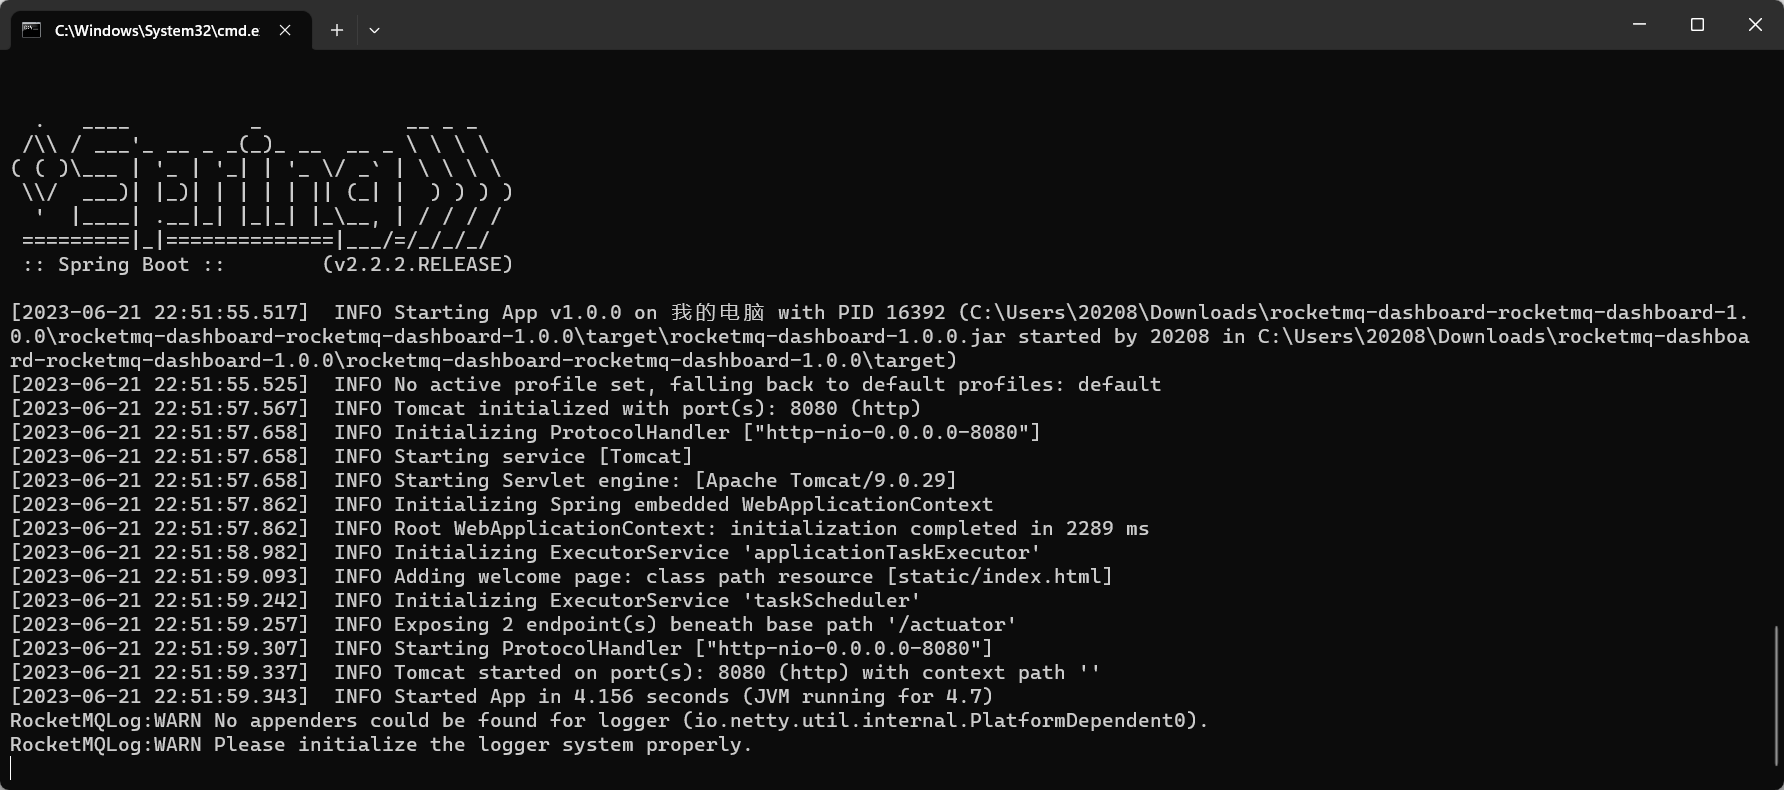 C:\Windows\System32\cmd.e
  .   ____          _            __ _ _
 /\\ / ___'_ __ _ _(_)_ __  __ _ \ \ \ \
( ( )\___ | '_ | '_| | '_ \/ _` | \ \ \ \
 \\/  ___)| |_)| | | | | || (_| |  ) ) ) )
  '  |____| .__|_| |_|_| |_\__, | / / / /
 =========|_|==============|___/=/_/_/_/
 :: Spring Boot ::        (v2.2.2.RELEASE)
[2023-06-21 22:51:55.517]  INFO Starting App v1.0.0 on 我的电脑 with PID 16392 (C:\Users\20208\Downloads\rocketmq-dashboard-rocketmq-dashboard-1.
0.0\rocketmq-dashboard-rocketmq-dashboard-1.0.0\target\rocketmq-dashboard-1.0.0.jar started by 20208 in C:\Users\20208\Downloads\rocketmq-dashboa
rd-rocketmq-dashboard-1.0.0\rocketmq-dashboard-rocketmq-dashboard-1.0.0\target)
[2023-06-21 22:51:55.525]  INFO No active profile set, falling back to default profiles: default
[2023-06-21 22:51:57.567]  INFO Tomcat initialized with port(s): 8080 (http)
[2023-06-21 22:51:57.658]  INFO Initializing ProtocolHandler ["http-nio-0.0.0.0-8080"]
[2023-06-21 22:51:57.658]  INFO Starting service [Tomcat]
[2023-06-21 22:51:57.658]  INFO Starting Servlet engine: [Apache Tomcat/9.0.29]
[2023-06-21 22:51:57.862]  INFO Initializing Spring embedded WebApplicationContext
[2023-06-21 22:51:57.862]  INFO Root WebApplicationContext: initialization completed in 2289 ms
[2023-06-21 22:51:58.982]  INFO Initializing ExecutorService 'applicationTaskExecutor'
[2023-06-21 22:51:59.093]  INFO Adding welcome page: class path resource [static/index.html]
[2023-06-21 22:51:59.242]  INFO Initializing ExecutorService 'taskScheduler'
[2023-06-21 22:51:59.257]  INFO Exposing 2 endpoint(s) beneath base path '/actuator'
[2023-06-21 22:51:59.307]  INFO Starting ProtocolHandler ["http-nio-0.0.0.0-8080"]
[2023-06-21 22:51:59.337]  INFO Tomcat started on port(s): 8080 (http) with context path ''
[2023-06-21 22:51:59.343]  INFO Started App in 4.156 seconds (JVM running for 4.7)
RocketMQLog:WARN No appenders could be found for logger (io.netty.util.internal.PlatformDependent0).
RocketMQLog:WARN Please initialize the logger system properly.